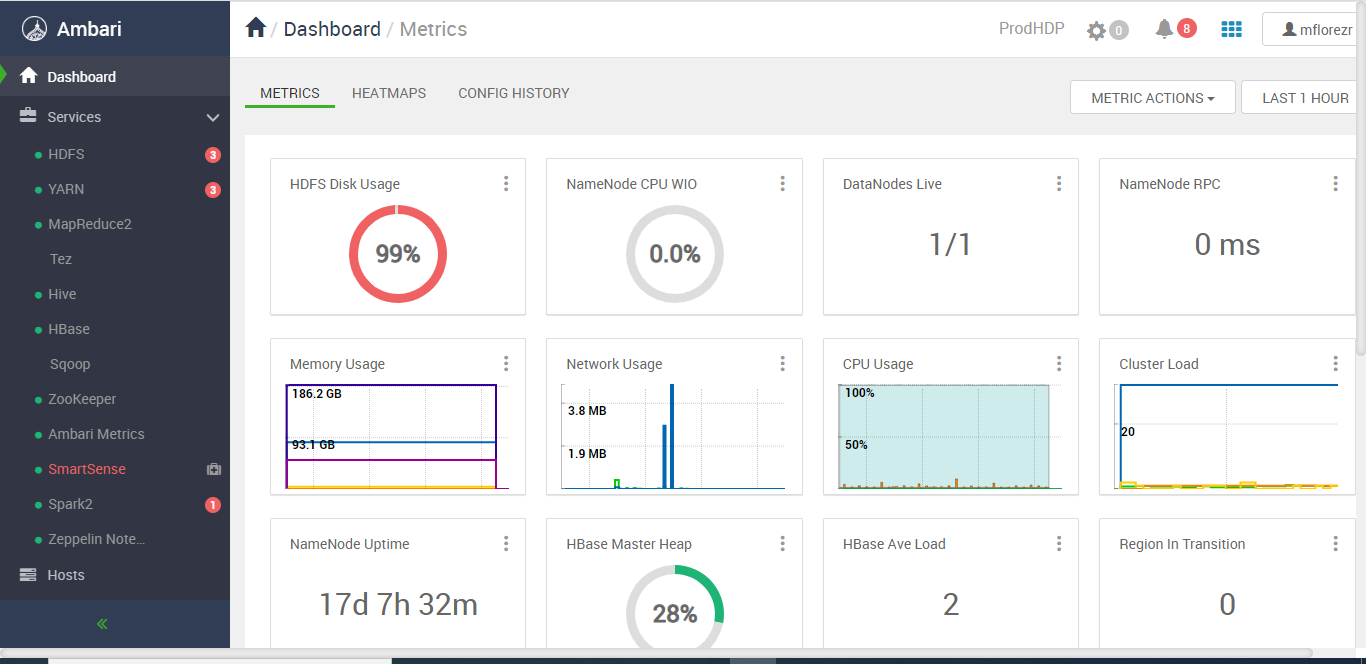 Ambari
Dashboard
Services
HDFS 3
YARN 3
MapReduce2
Tez
Hive
HBase
Sqoop
ZooKeeper
Ambari Metrics
SmartSense
Spark2 1
Zeppelin Note...
Hosts
/ Dashboard / Metrics
ProdHDP 0 8 mflorezr
METRICS HEATMAPS CONFIG HISTORY
METRIC ACTIONS LAST 1 HOUR
HDFS Disk Usage
99%
NameNode CPU WIO
0.0%
DataNodes Live
1/1
NameNode RPC
0 ms
Memory Usage
186.2 GB
93.1 GB
Network Usage
3.8 MB
1.9 MB
CPU Usage
100%
50%
Cluster Load
20
NameNode Uptime
17d 7h 32m
HBase Master Heap
28%
HBase Ave Load
2
Region In Transition
0